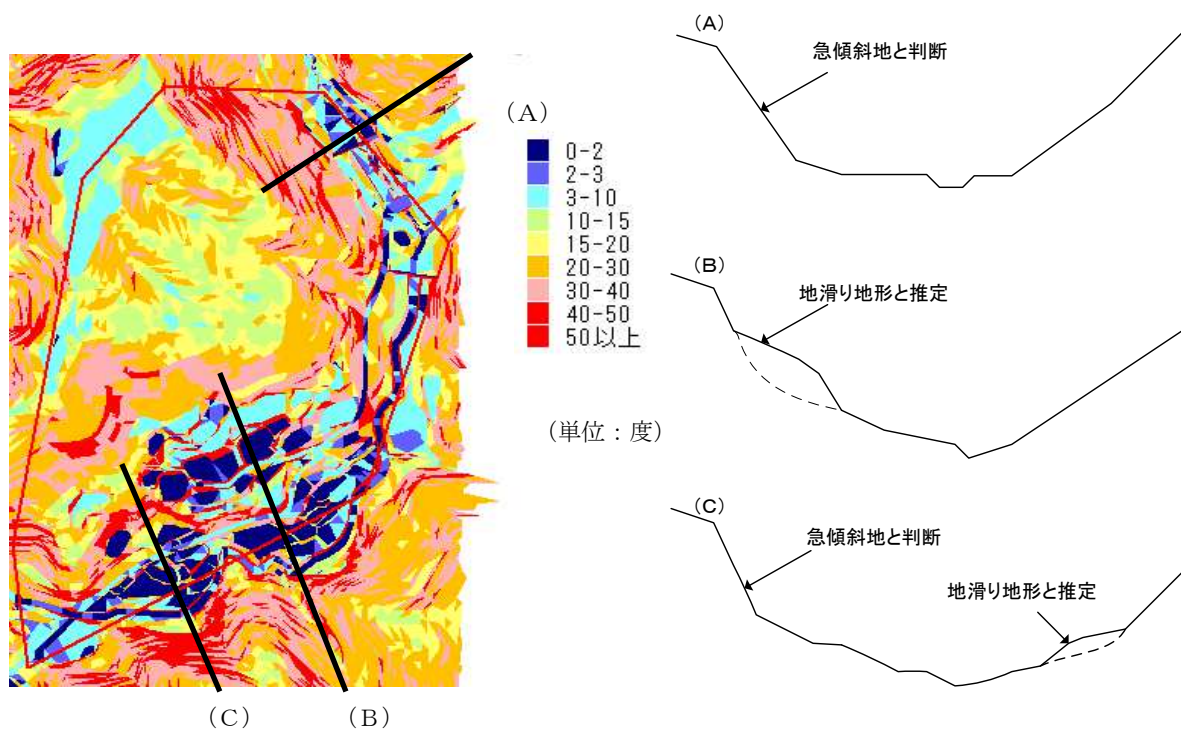 (A)
0-2
2-3
3-10
10-15
15-20
20-30
30-40
40-50
50以上
(単位:度)
(C)
(B)
(A)
急傾斜地と判断
(B)
地滑り地形と推定
(C)
急傾斜地と判断
地滑り地形と推定